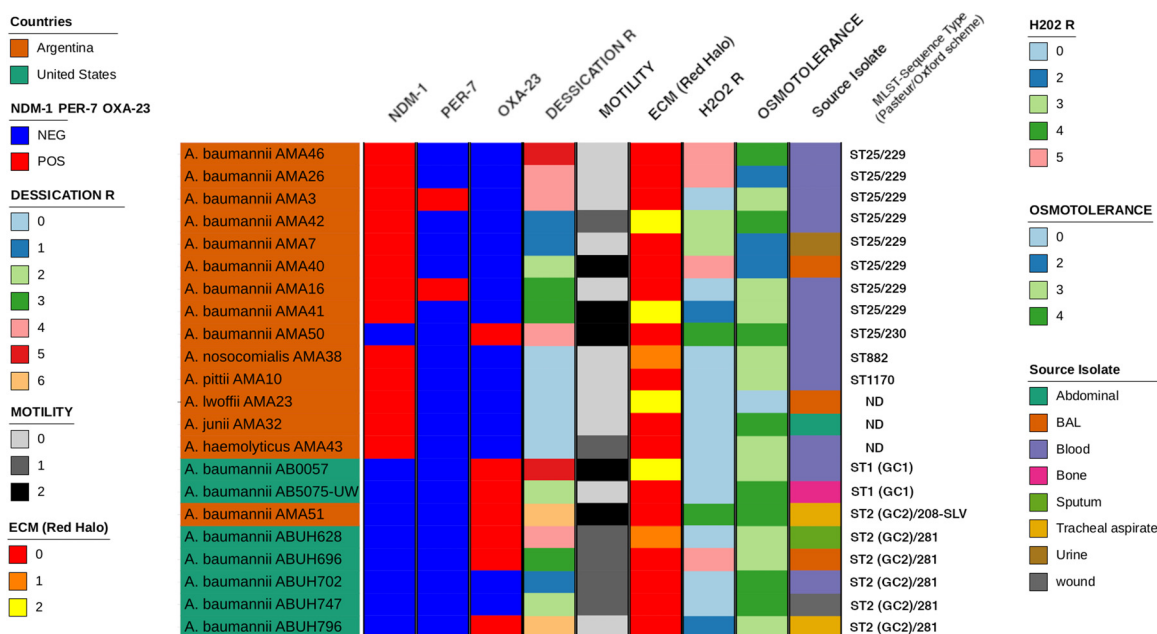 Countries
Argentina
United States
NDM-1 PER-7 OXA-23
NEG
POS
DESSICATION R
0
1
2
3
4
5
6
MOTILITY
0
1
2
ECM (Red Halo)
0
1
2
NDM-1
PER-7
OXA-23
DESSICATION R
MOTILITY
ECM (Red Halo)
H2O2 R
OSMOTOLERANCE
Source Isolate
MLST-Sequence Type
(Pasteur/Oxford scheme)
A. baumannii AMA46 ST25/229
A. baumannii AMA26 ST25/229
A. baumannii AMA3 ST25/229
A. baumannii AMA42 ST25/229
A. baumannii AMA7 ST25/229
A. baumannii AMA40 ST25/229
A. baumannii AMA16 ST25/229
A. baumannii AMA41 ST25/229
A. baumannii AMA50 ST25/230
A. nosocomialis AMA38 ST882
A. pittii AMA10 ST1170
A. lwoffii AMA23 ND
A. junii AMA32 ND
A. haemolyticus AMA43 ND
A. baumannii AB0057 ST1 (GC1)
A. baumannii AB5075-UW ST1 (GC1)
A. baumannii AMA51 ST2 (GC2)/208-SLV
A. baumannii ABUH628 ST2 (GC2)/281
A. baumannii ABUH696 ST2 (GC2)/281
A. baumannii ABUH702 ST2 (GC2)/281
A. baumannii ABUH747 ST2 (GC2)/281
A. baumannii ABUH796 ST2 (GC2)/281
H202 R
0
2
3
4
5
OSMOTOLERANCE
0
2
3
4
Source Isolate
Abdominal
BAL
Blood
Bone
Sputum
Tracheal aspirate
Urine
wound